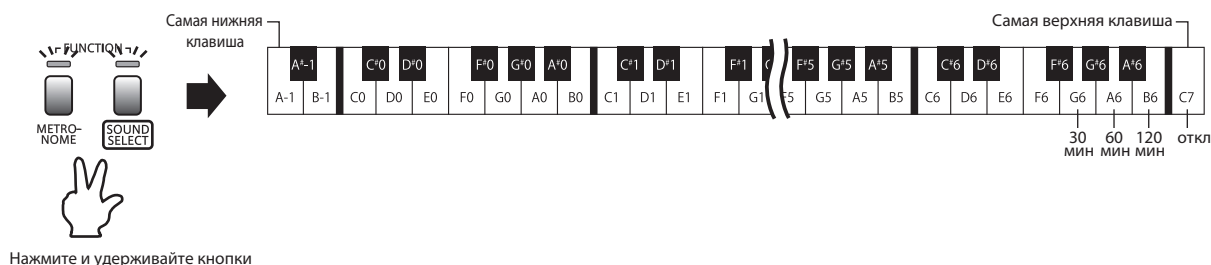 Самая нижняя клавиша
Самая верхняя клавиша
FUNCTION
METRO-NOME
SOUND SELECT
A#-1 C#0 D#0 F#0 G#0 A#0 C#1 D#1 F#1 F#5 G#5 A#5 C#6 D#6 F#6 G#6 A#6
A-1 B-1 C0 D0 E0 F0 G0 A0 B0 C1 D1 E1 F1 G1 F5 G5 A5 B5 C6 D6 E6 F6 G6 A6 B6 C7
30 мин 60 мин 120 мин откл
Нажмите и удерживайте кнопки